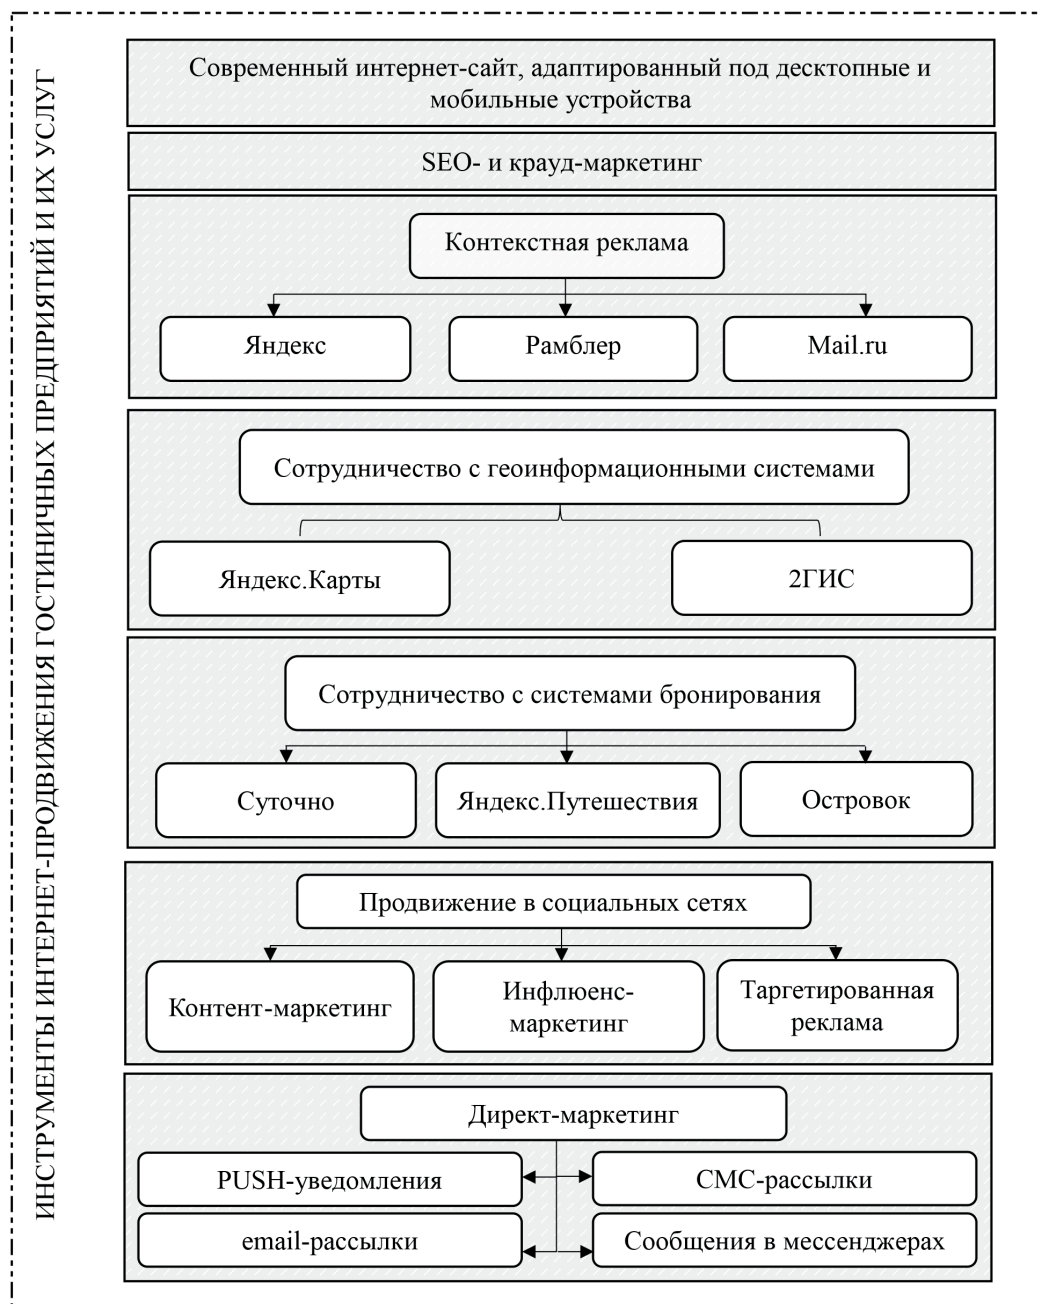 ИНСТРУМЕНТЫ ИНТЕРНЕТ-ПРОДВИЖЕНИЯ ГОСТИНИЧНЫХ ПРЕДПРИЯТИЙ И ИХ УСЛУГ
Современный интернет-сайт, адаптированный под десктопные и
мобильные устройства
SEO- и крауд-маркетинг
Контекстная реклама
Яндекс
Рамблер
Mail.ru
Сотрудничество с геоинформационными системами
Яндекс.Карты
2ГИС
Сотрудничество с системами бронирования
Суточно
Яндекс.Путешествия
Островок
Продвижение в социальных сетях
Контент-маркетинг
Инфлюенс-
маркетинг
Таргетированная
реклама
Директ-маркетинг
PUSH-уведомления
СМС-рассылки
email-рассылки
Сообщения в мессенджерах